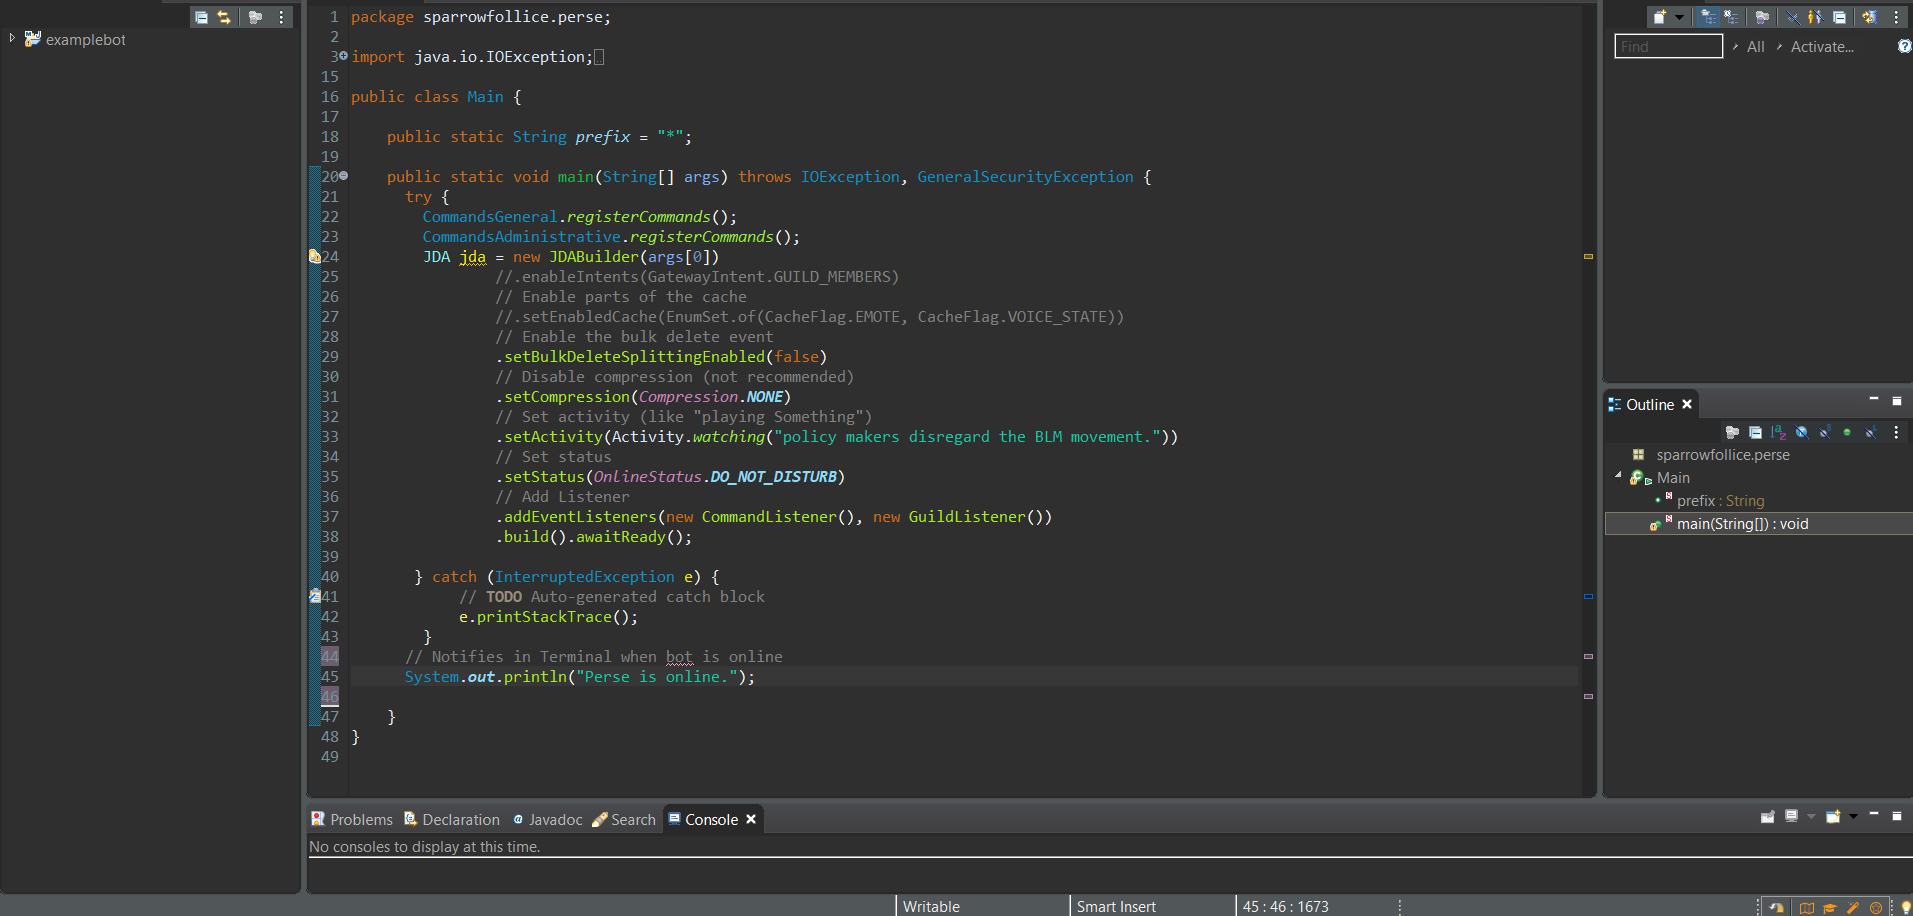 examplebot
1 package sparrowfollice.perse;
2
3 import java.io.IOException;
15
16 public class Main {
17
18 public static String prefix = "*";
19
20 public static void main(String[] args) throws IOException, GeneralSecurityException {
21 try {
22 CommandsGeneral.registerCommands();
23 CommandsAdministrative.registerCommands();
24 JDA jda = new JDABuilder(args[0])
25 //.enableIntents(GatewayIntent.GUILD_MEMBERS)
26 // Enable parts of the cache
27 //.setEnabledCache(EnumSet.of(CacheFlag.EMOTE, CacheFlag.VOICE_STATE))
28 // Enable the bulk delete event
29 .setBulkDeleteSplittingEnabled(false)
30 // Disable compression (not recommended)
31 .setCompression(Compression.NONE)
32 // Set activity (like "playing Something")
33 .setActivity(Activity.watching("policy makers disregard the BLM movement."))
34 // Set status
35 .setStatus(OnlineStatus.DO_NOT_DISTURB)
36 // Add Listener
37 .addEventListeners(new CommandListener(), new GuildListener())
38 .build().awaitReady();
39
40 } catch (InterruptedException e) {
41 // TODO Auto-generated catch block
42 e.printStackTrace();
43 }
44 // Notifies in Terminal when bot is online
45 System.out.println("Perse is online.");
46
47 }
48 }
49
Find All Activate...
Outline
sparrowfollice.perse
Main
prefix : String
main(String[]) : void
Problems Declaration Javadoc Search Console
No consoles to display at this time.
Writable Smart Insert 45 : 46 : 1673